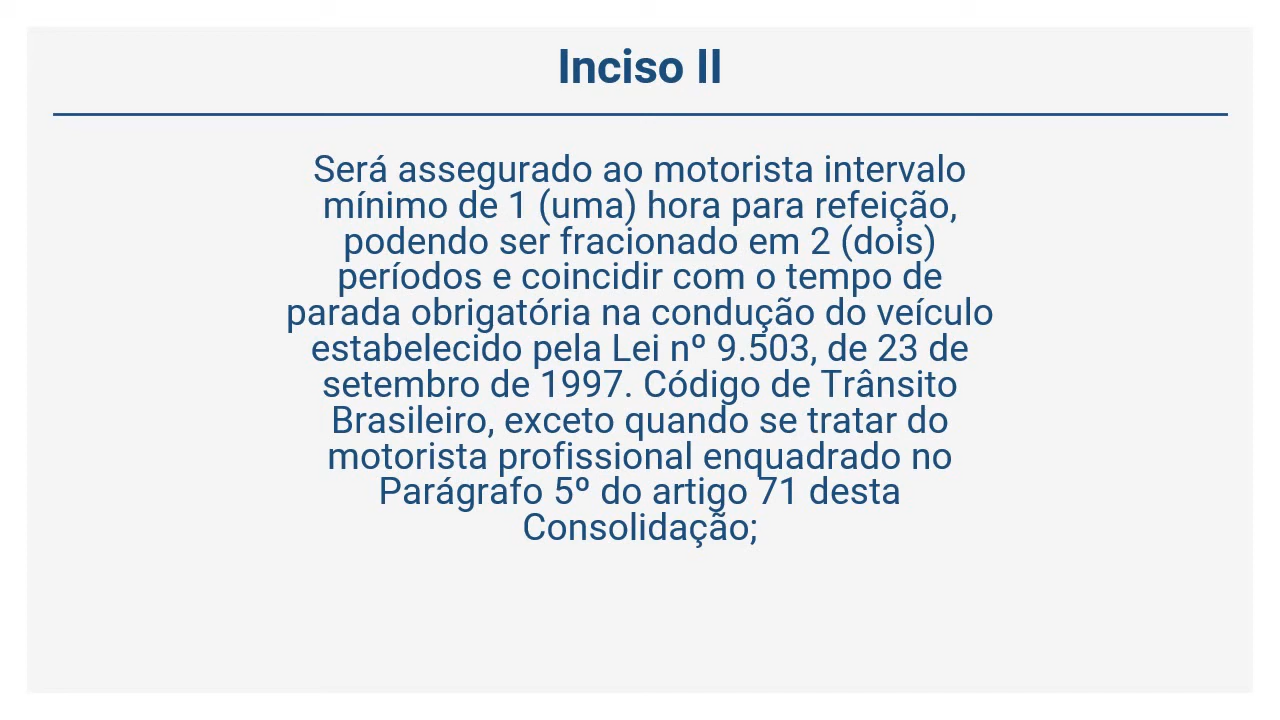 Inciso II
Será assegurado ao motorista intervalo
mínimo de 1 (uma) hora para refeição,
podendo ser fracionado em 2 (dois)
períodos e coincidir com o tempo de
parada obrigatória na condução do veículo
estabelecido pela Lei nº 9.503, de 23 de
setembro de 1997. Código de Trânsito
Brasileiro, exceto quando se tratar do
motorista profissional enquadrado no
Parágrafo 5º do artigo 71 desta
Consolidação;